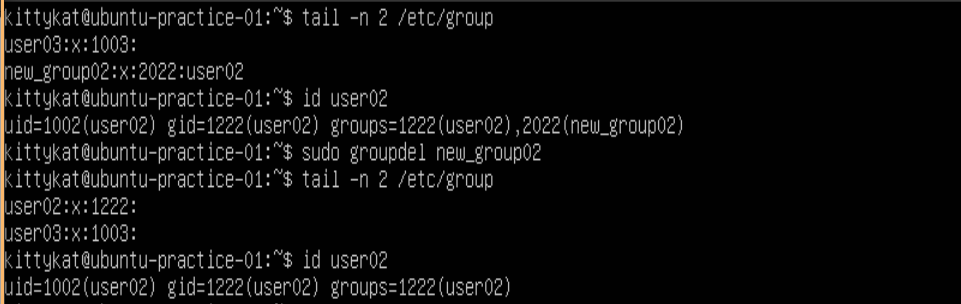 kittykat@ubuntu-practice-01:~$ tail -n 2 /etc/group
user03:x:1003:
new_group02:x:2022:user02
kittykat@ubuntu-practice-01:~$ id user02
uid=1002(user02) gid=1222(user02) groups=1222(user02),2022(new_group02)
kittykat@ubuntu-practice-01:~$ sudo groupdel new_group02
kittykat@ubuntu-practice-01:~$ tail -n 2 /etc/group
user02:x:1222:
user03:x:1003:
kittykat@ubuntu-practice-01:~$ id user02
uid=1002(user02) gid=1222(user02) groups=1222(user02)